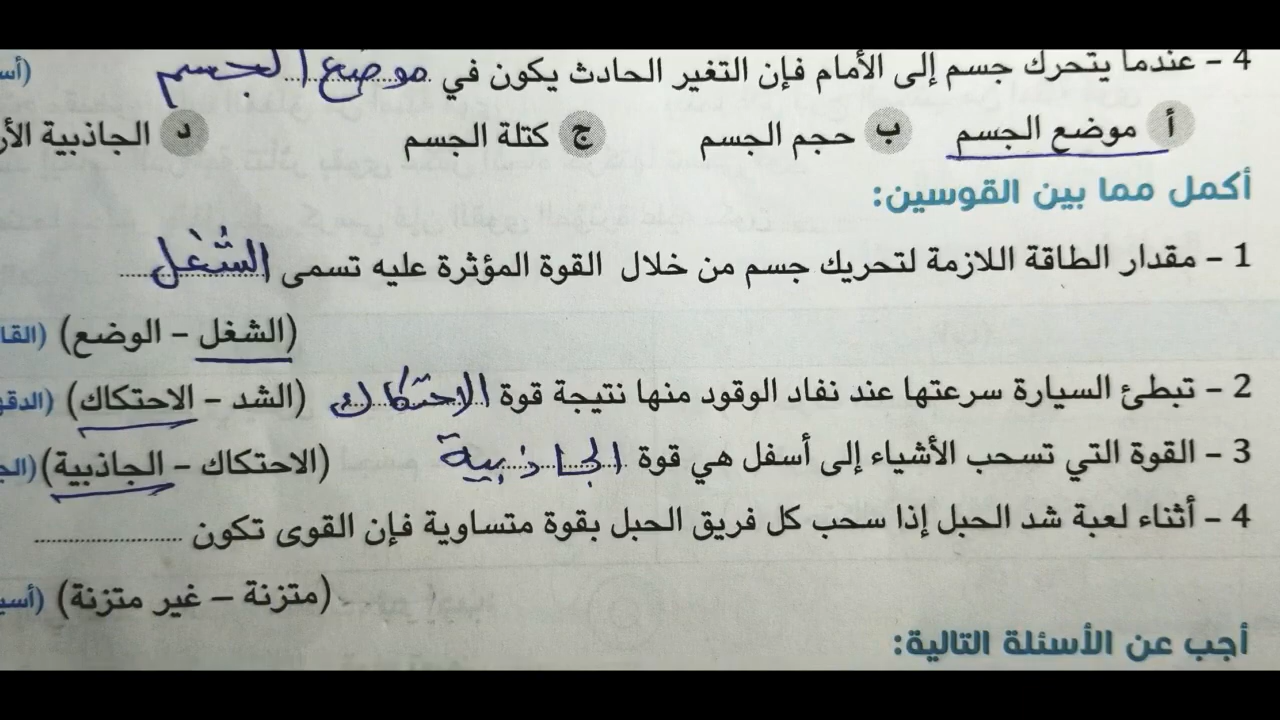 4 - عندما يتحرك جسم إلى الأمام فإن التغير الحادث يكون في موضع الجسم
أ موضع الجسم ب حجم الجسم ج كتلة الجسم د الجاذبية
أكمل مما بين القوسين:
1 - مقدار الطاقة اللازمة لتحريك جسم من خلال القوة المؤثرة عليه تسمى الشغل
(الشغل - الوضع)
2 - تبطئ السيارة سرعتها عند نفاد الوقود منها نتيجة قوة الاحتكاك (الشد - الاحتكاك)
3 - القوة التي تسحب الأشياء إلى أسفل هي قوة الجاذبية (الاحتكاك - الجاذبية)
4 - أثناء لعبة شد الحبل إذا سحب كل فريق الحبل بقوة متساوية فإن القوى تكون ..............
(متزنة - غير متزنة)
أجب عن الأسئلة التالية: